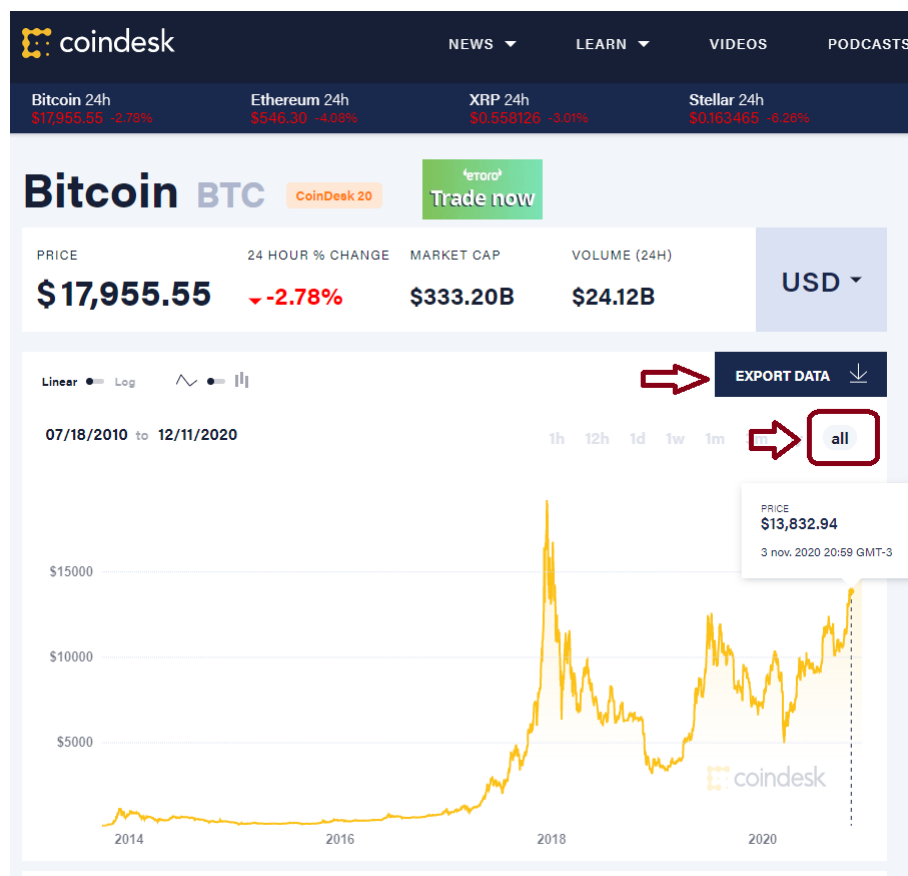 coindesk NEWS LEARN VIDEOS PODCASTS
Bitcoin 24h Ethereum 24h XRP 24h Stellar 24h
$17,955.55 -2.78% $546.30 -4.08% $0.558126 -3.01% $0.163465 -6.26%
Bitcoin BTC CoinDesk 20
eToro
Trade now
PRICE 24 HOUR % CHANGE MARKET CAP VOLUME (24H)
$17,955.55 -2.78% $333.20B $24.12B USD
Linear Log EXPORT DATA
07/18/2010 to 12/11/2020 1h 12h 1d 1w 1m all
PRICE
$13,832.94
3 nov. 2020 20:59 GMT-3
$15000
$10000
$5000
coindesk
2014 2016 2018 2020